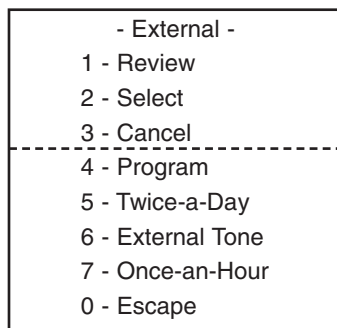 - External -
1 - Review
2 - Select
3 - Cancel
4 - Program
5 - Twice-a-Day
6 - External Tone
7 - Once-an-Hour
0 - Escape